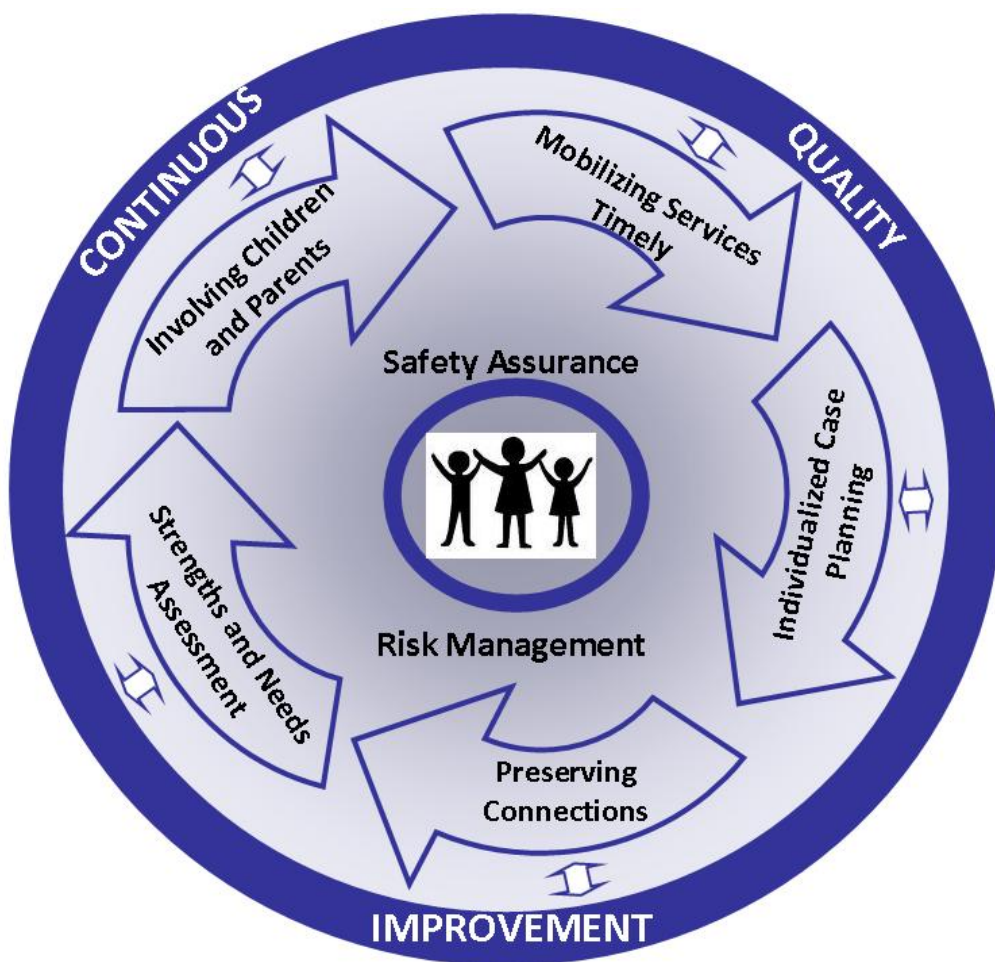 CONTINUOUS
QUALITY
IMPROVEMENT
Involving Children
and Parents
Mobilizing Services
Timely
Individualized Case
Planning
Preserving
Connections
Strengths and Needs
Assessment
Safety Assurance
Risk Management